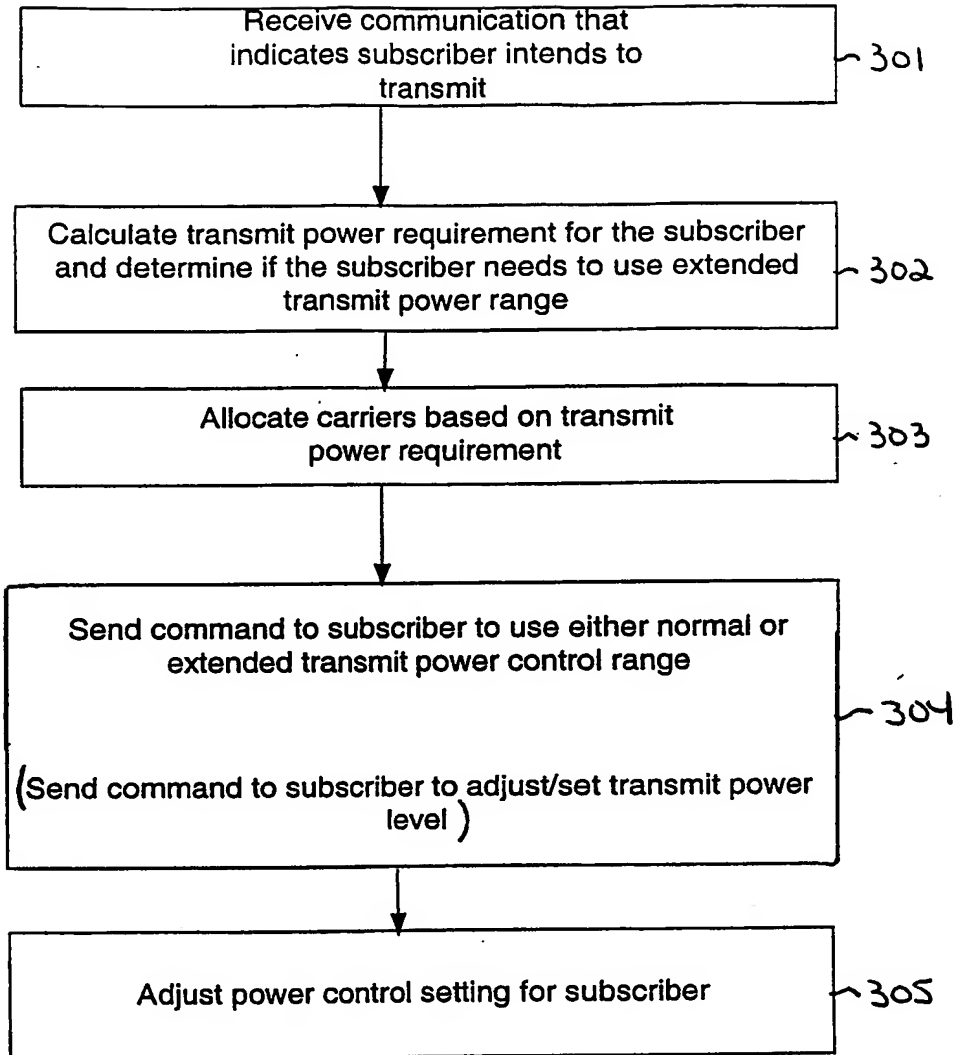 Receive communication that
indicates subscriber intends to
transmit
301
Calculate transmit power requirement for the subscriber
and determine if the subscriber needs to use extended
transmit power range
302
Allocate carriers based on transmit
power requirement
303
Send command to subscriber to use either normal or
extended transmit power control range
304
(Send command to subscriber to adjust/set transmit power
level)
Adjust power control setting for subscriber
305